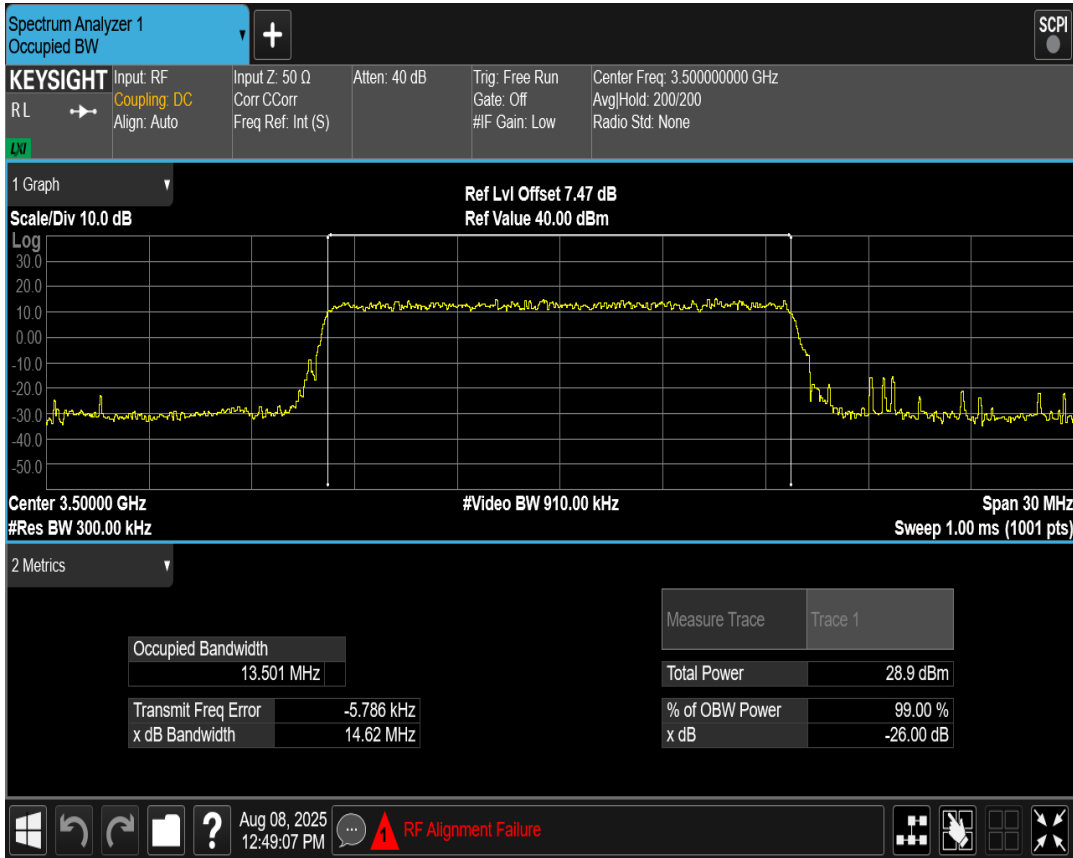 Spectrum Analyzer 1
Occupied BW
+
SCPI
KEYSIGHT
R L
LXI
Input: RF
Coupling: DC
Align: Auto
Input Z: 50 Ω
Corr CCorr
Freq Ref: Int (S)
Atten: 40 dB
Trig: Free Run
Gate: Off
#IF Gain: Low
Center Freq: 3.500000000 GHz
Avg|Hold: 200/200
Radio Std: None
1 Graph
Scale/Div 10.0 dB
Ref Lvl Offset 7.47 dB
Ref Value 40.00 dBm
Log
30.0
20.0
10.0
0.00
-10.0
-20.0
-30.0
-40.0
-50.0
Center 3.50000 GHz
#Video BW 910.00 kHz
Span 30 MHz
#Res BW 300.00 kHz
Sweep 1.00 ms (1001 pts)
2 Metrics
Measure Trace Trace 1
Occupied Bandwidth
13.501 MHz
Total Power 28.9 dBm
Transmit Freq Error -5.786 kHz
% of OBW Power 99.00 %
x dB Bandwidth 14.62 MHz
x dB -26.00 dB
?
Aug 08, 2025
12:49:07 PM
1
RF Alignment Failure